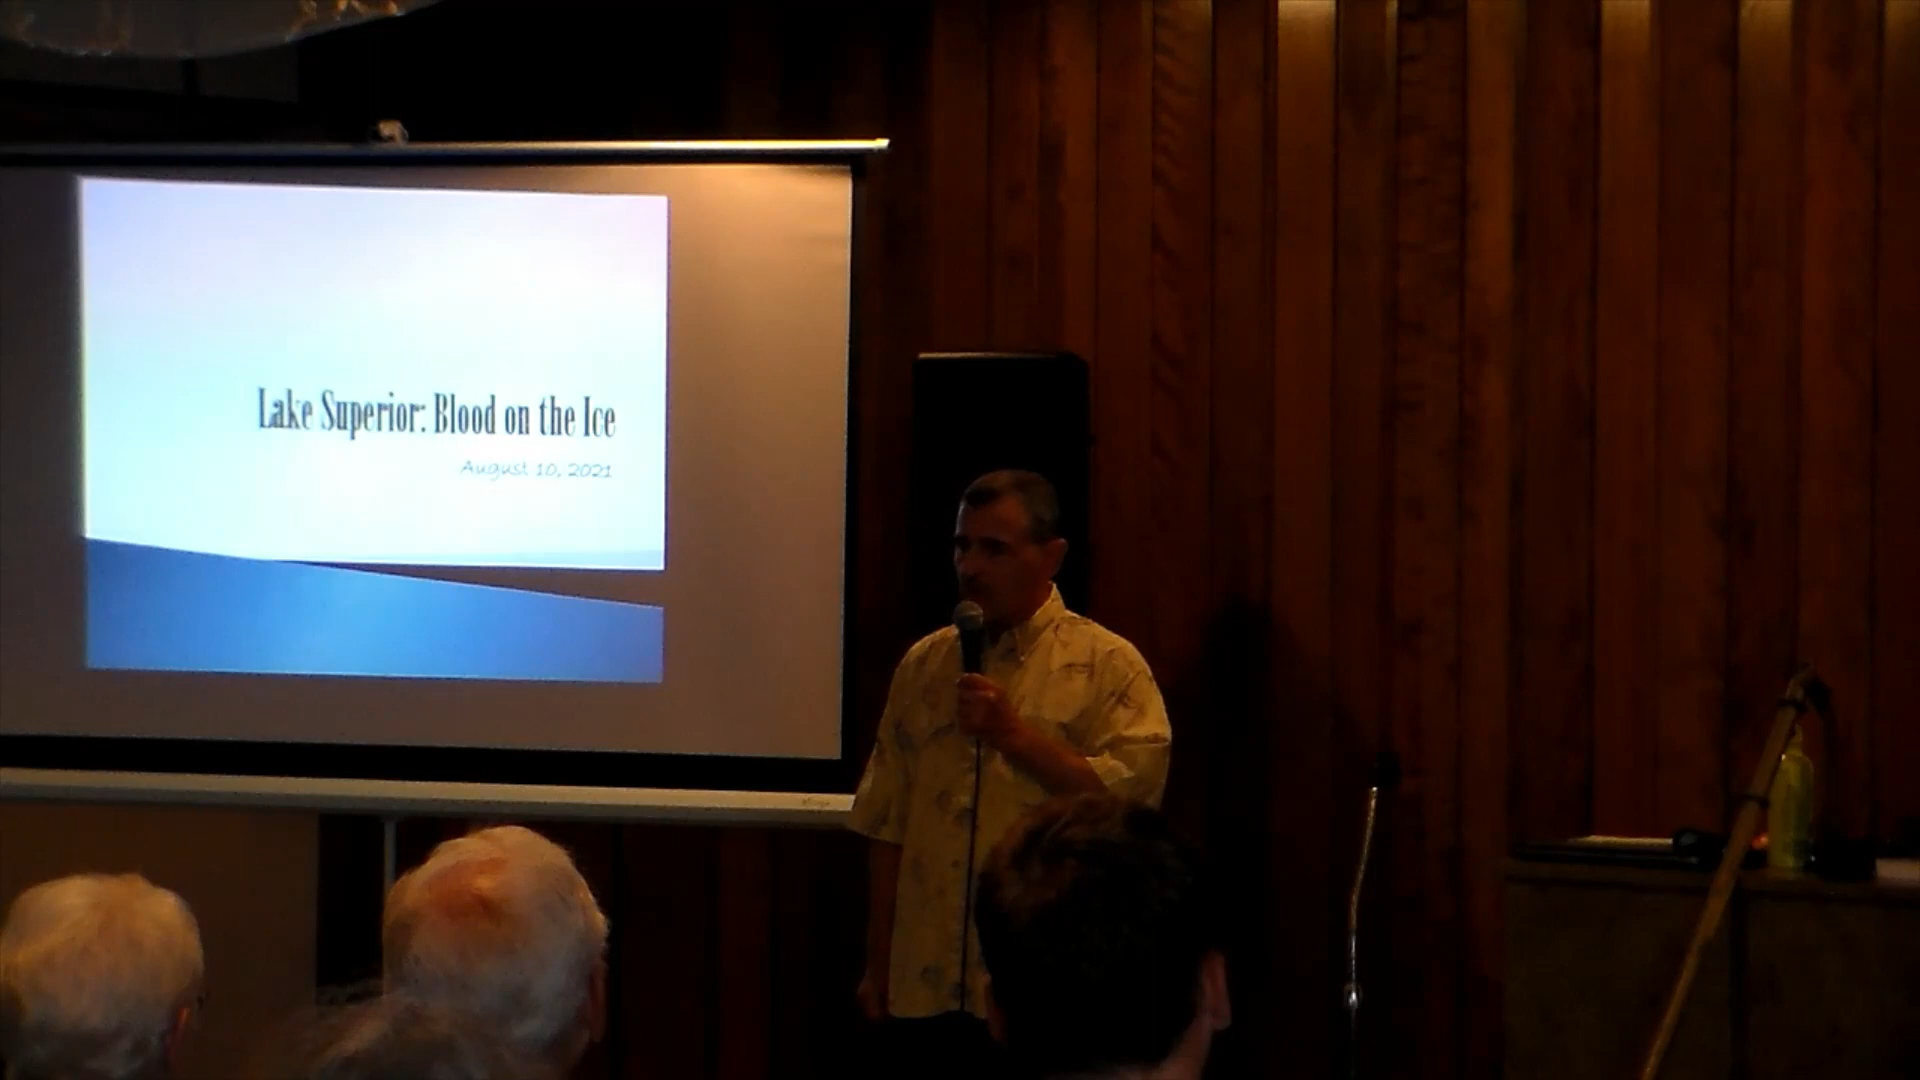 Lake Superior: Blood on the Ice
August 10, 2021